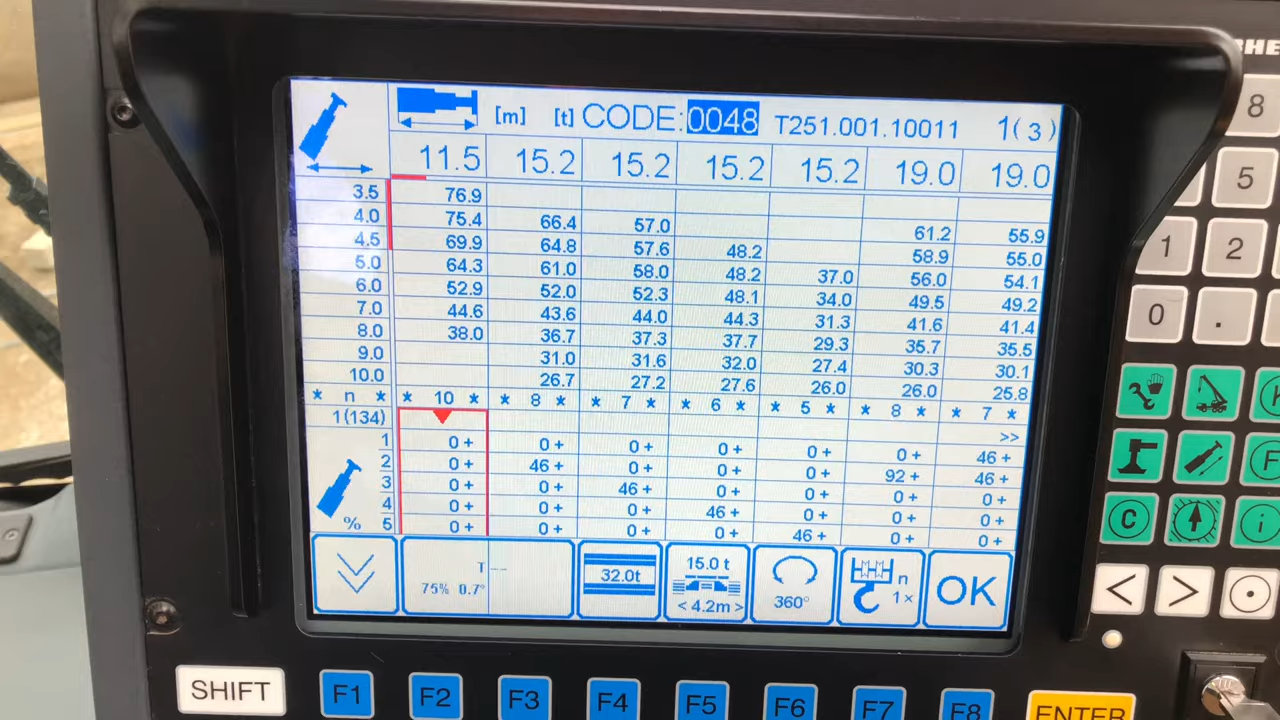 HE
[m] [t] CODE: 0048 T251.001.10011 1(3)
11.5 15.2 15.2 15.2 15.2 19.0 19.0
3.5 76.9
4.0 75.4 66.4 57.0 61.2 55.9
4.5 69.9 64.8 57.6 48.2 58.9 55.0
5.0 64.3 61.0 58.0 48.2 37.0 56.0 54.1
6.0 52.9 52.0 52.3 48.1 34.0 49.5 49.2
7.0 44.6 43.6 44.0 44.3 31.3 41.6 41.4
8.0 38.0 36.7 37.3 37.7 29.3 35.7 35.5
9.0 31.0 31.6 32.0 27.4 30.3 30.1
10.0 26.7 27.2 27.6 26.0 26.0 25.8
* n * * 10 * * 8 * * 7 * * 6 * * 5 * * 8 * * 7 *
1(134) >>
1 0+ 0+ 0+ 0+ 0+ 0+ 46+
2 0+ 46+ 0+ 0+ 0+ 92+ 46+
3 0+ 0+ 46+ 0+ 0+ 0+ 0+
4 0+ 0+ 0+ 46+ 0+ 0+ 0+
% 5 0+ 0+ 0+ 0+ 46+ 0+ 0+
T --
75% 0.7°
32.0t
15.0 t
< 4.2m >
360°
n
1×
OK
8
5
1 2
0 .
C i
F
< >
SHIFT F1 F2 F3 F4 F5 F6 F7 F8 ENTER